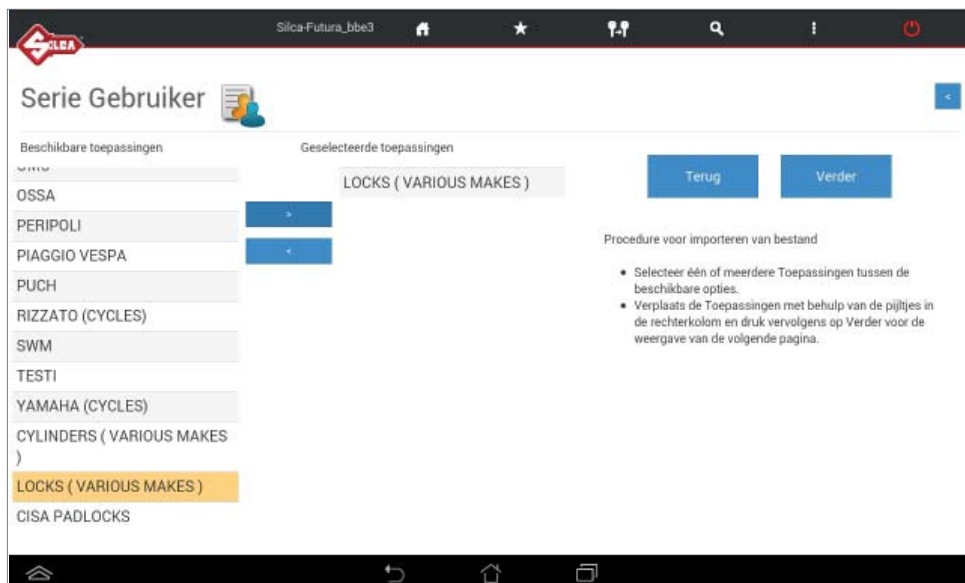 SILCA
Silca-Futura_bbe3
Serie Gebruiker
<
Beschikbare toepassingen
OSSA
PERIPOLI
PIAGGIO VESPA
PUCH
RIZZATO (CYCLES)
SWM
TESTI
YAMAHA (CYCLES)
CYLINDERS ( VARIOUS MAKES
)
LOCKS ( VARIOUS MAKES )
CISA PADLOCKS
>
<
Geselecteerde toepassingen
LOCKS ( VARIOUS MAKES )
Terug
Verder
Procedure voor importeren van bestand
• Selecteer één of meerdere Toepassingen tussen de
beschikbare opties.
• Verplaats de Toepassingen met behulp van de pijltjes in
de rechterkolom en druk vervolgens op Verder voor de
weergave van de volgende pagina.